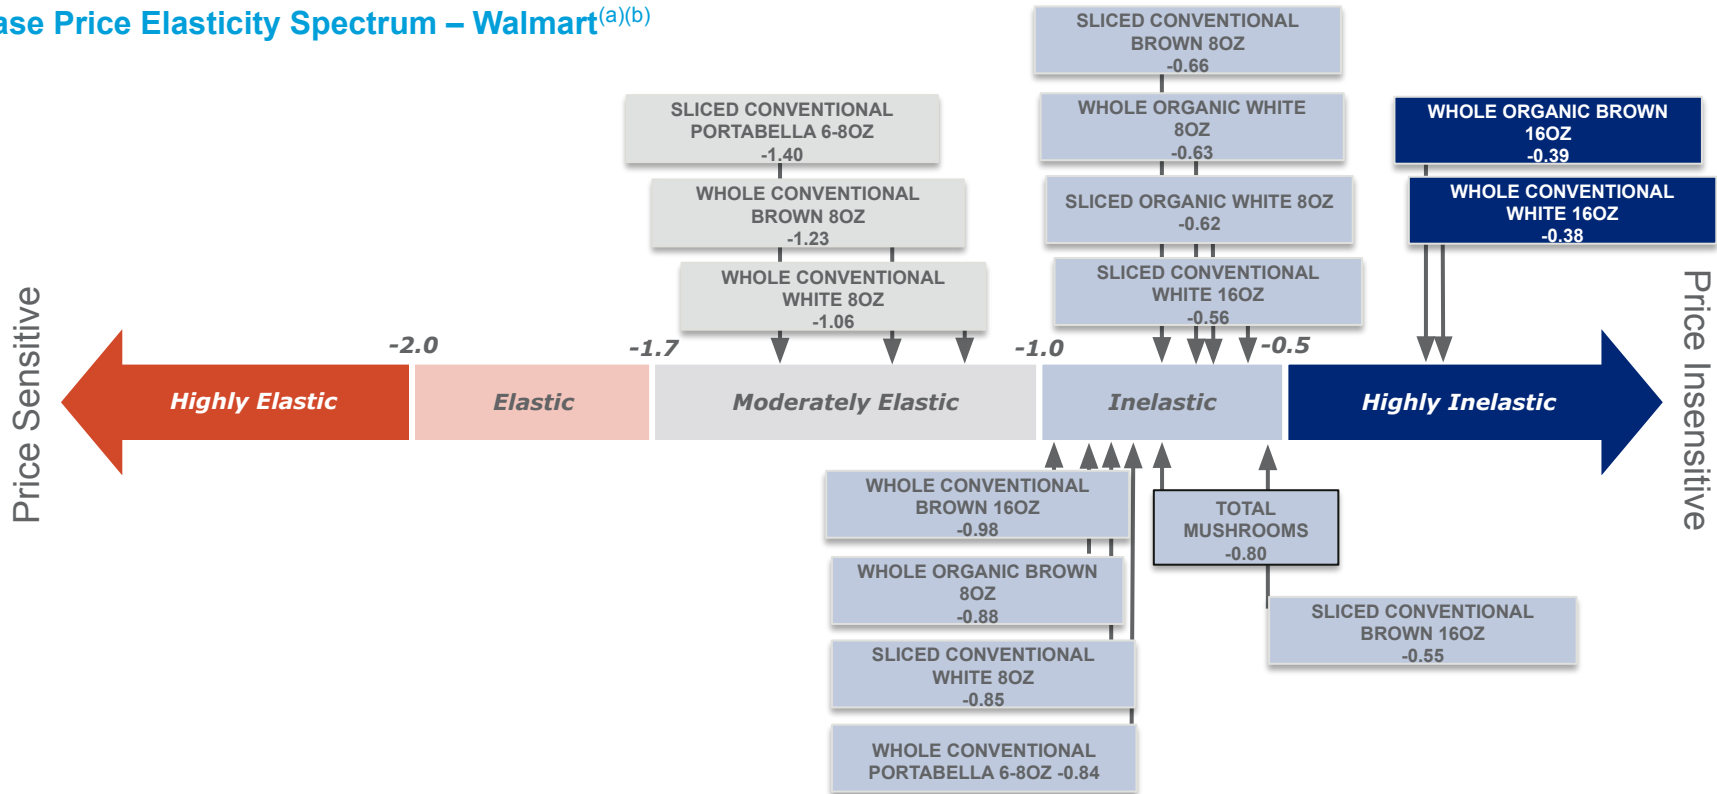 ase Price Elasticity Spectrum – Walmart(a)(b)
SLICED CONVENTIONAL
BROWN 8OZ
-0.66
SLICED CONVENTIONAL
PORTABELLA 6-8OZ
-1.40
WHOLE ORGANIC WHITE
8OZ
-0.63
WHOLE ORGANIC BROWN
16OZ
-0.39
WHOLE CONVENTIONAL
BROWN 8OZ
-1.23
SLICED ORGANIC WHITE 8OZ
-0.62
WHOLE CONVENTIONAL
WHITE 16OZ
-0.38
WHOLE CONVENTIONAL
WHITE 8OZ
-1.06
SLICED CONVENTIONAL
WHITE 16OZ
-0.56
Price Sensitive
-2.0
-1.7
-1.0
-0.5
Price Insensitive
Highly Elastic
Elastic
Moderately Elastic
Inelastic
Highly Inelastic
WHOLE CONVENTIONAL
BROWN 16OZ
-0.98
TOTAL
MUSHROOMS
-0.80
WHOLE ORGANIC BROWN
8OZ
-0.88
SLICED CONVENTIONAL
BROWN 16OZ
-0.55
SLICED CONVENTIONAL
WHITE 8OZ
-0.85
WHOLE CONVENTIONAL
PORTABELLA 6-8OZ -0.84